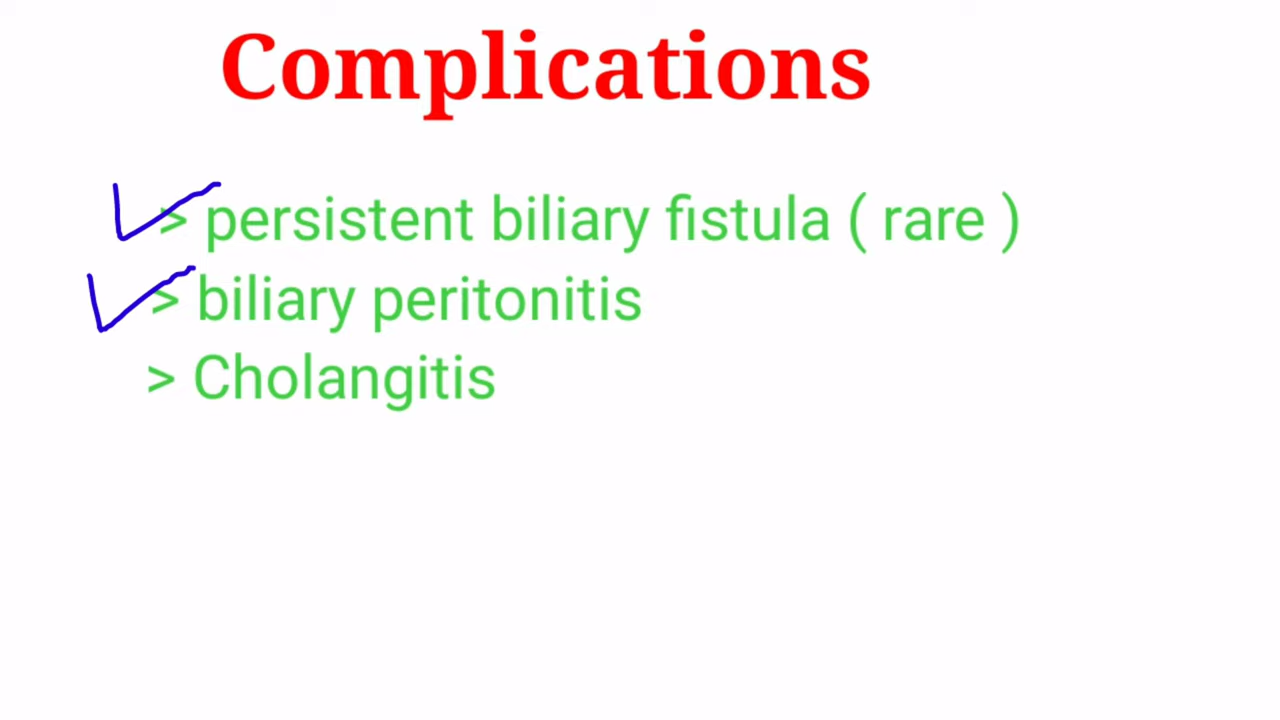 Complications
> persistent biliary fistula ( rare )
> biliary peritonitis
> Cholangitis